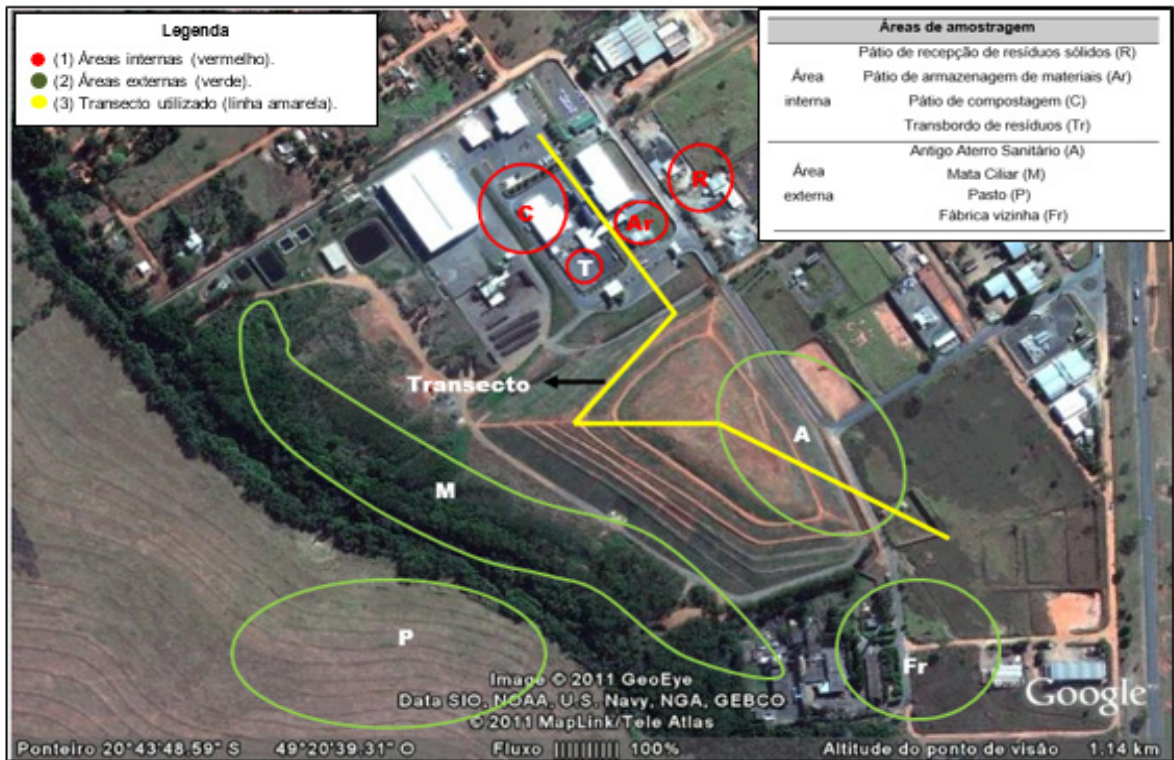 Legenda
(1) Áreas internas (vermelho).
(2) Áreas externas (verde).
(3) Transecto utilizado (linha amarela).
Áreas de amostragem
Área interna
Pátio de recepção de resíduos sólidos (R)
Pátio de armazenagem de materiais (Ar)
Pátio de compostagem (C)
Transbordo de resíduos (Tr)
Área externa
Antigo Aterro Sanitário (A)
Mata Ciliar (M)
Pasto (P)
Fábrica vizinha (Fr)
R
C
Ar
T
Transecto
A
M
P
Fr
Image © 2011 GeoEye
Data SIO, NOAA, U.S. Navy, NGA, GEBCO
© 2011 MapLink/Tele Atlas
Google
Ponteiro 20°43'48.59" S 49°20'39.31" O Fluxo 100% Altitude do ponto de visão 1.14 km